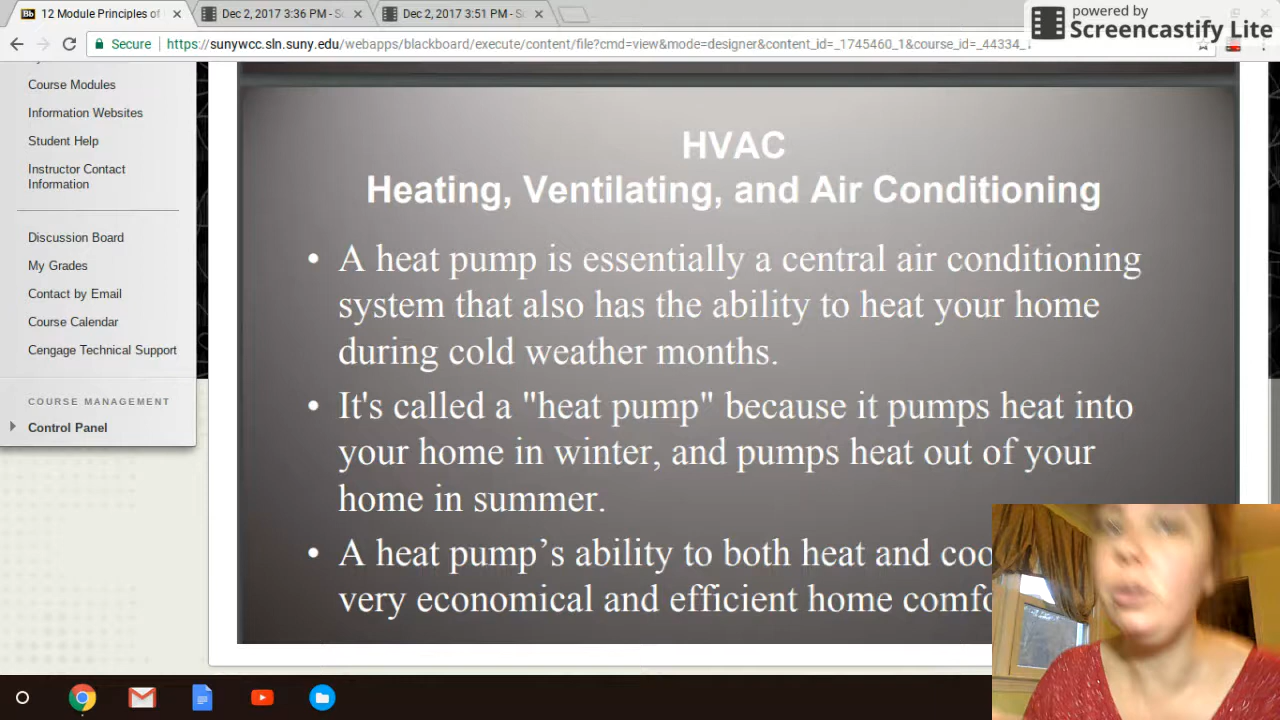 12 Module Principles of
Dec 2, 2017 3:36 PM - S
Dec 2, 2017 3:51 PM - S
powered by
Screencastify Lite
Secure
https://sunywcc.sln.suny.edu/webapps/blackboard/execute/content/file?cmd=view&mode=designer&content_id=_1745460_1&course_id=_44334_
Course Modules
Information Websites
Student Help
Instructor Contact
Information
Discussion Board
My Grades
Contact by Email
Course Calendar
Cengage Technical Support
COURSE MANAGEMENT
Control Panel
HVAC
Heating, Ventilating, and Air Conditioning
• A heat pump is essentially a central air conditioning
system that also has the ability to heat your home
during cold weather months.
• It's called a "heat pump" because it pumps heat into
your home in winter, and pumps heat out of your
home in summer.
• A heat pump’s ability to both heat and coo
very economical and efficient home comfo